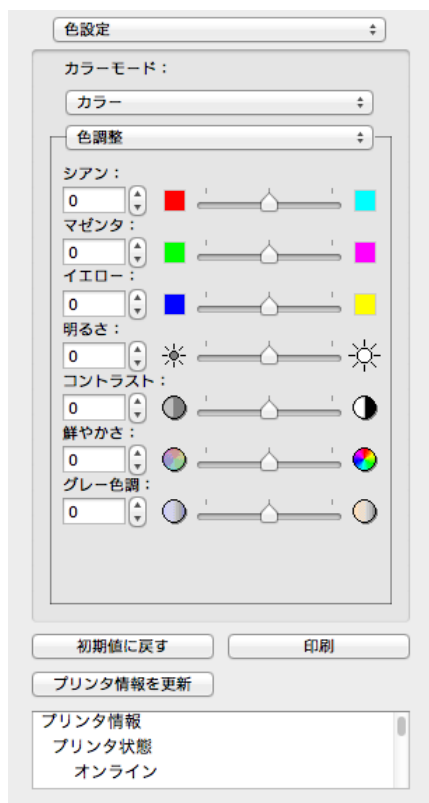 色設定
カラーモード：
カラー
色調整
シアン：
0
マゼンタ：
0
イエロー：
0
明るさ：
0
コントラスト：
0
鮮やかさ：
0
グレー色調：
0
初期値に戻す
印刷
プリンタ情報を更新
プリンタ情報
プリンタ状態
オンライン